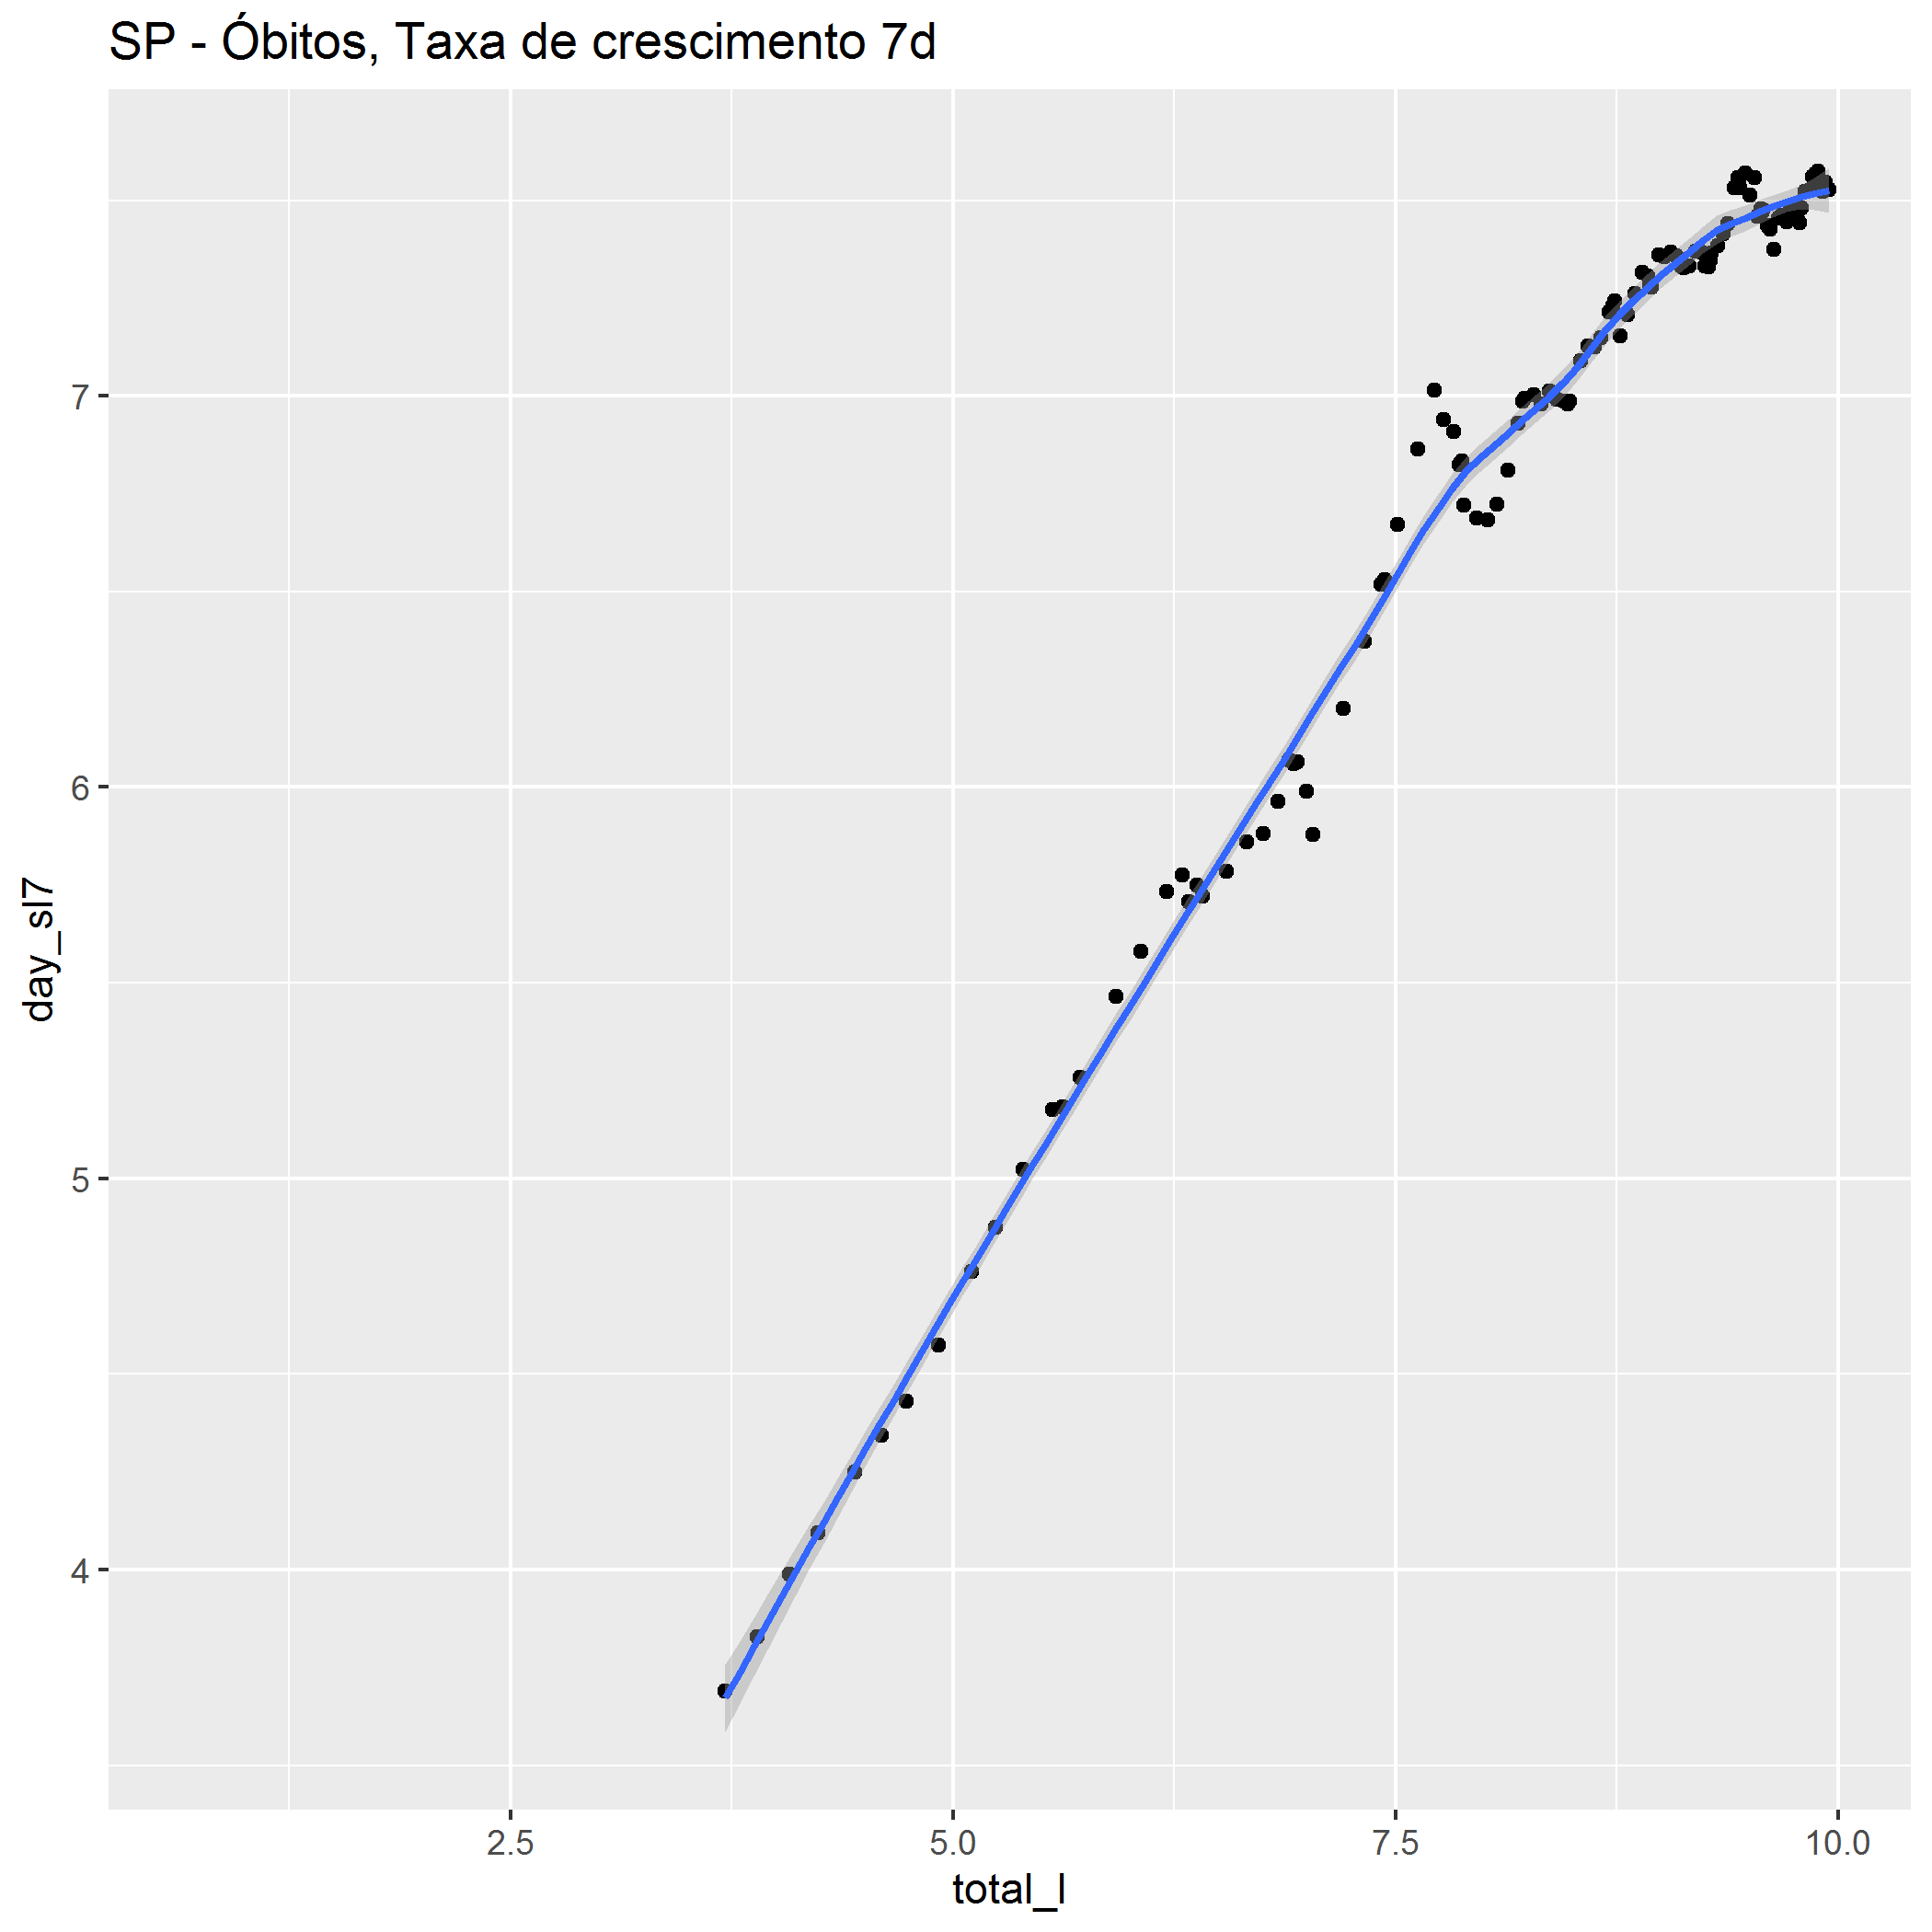 SP - Óbitos, Taxa de crescimento 7d
day_sl7
7
6
5
4
2.5 5.0 7.5 10.0
total_l